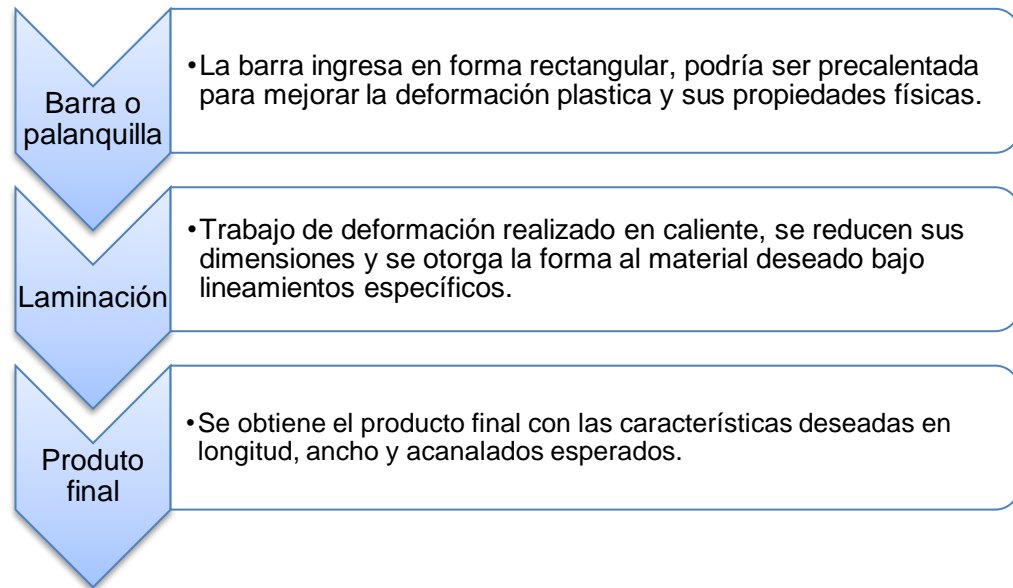 Barra o
palanquilla
•La barra ingresa en forma rectangular, podría ser precalentada
para mejorar la deformación plastica y sus propiedades físicas.
Laminación
•Trabajo de deformación realizado en caliente, se reducen sus
dimensiones y se otorga la forma al material deseado bajo
lineamientos específicos.
Produto
final
•Se obtiene el producto final con las características deseadas en
longitud, ancho y acanalados esperados.